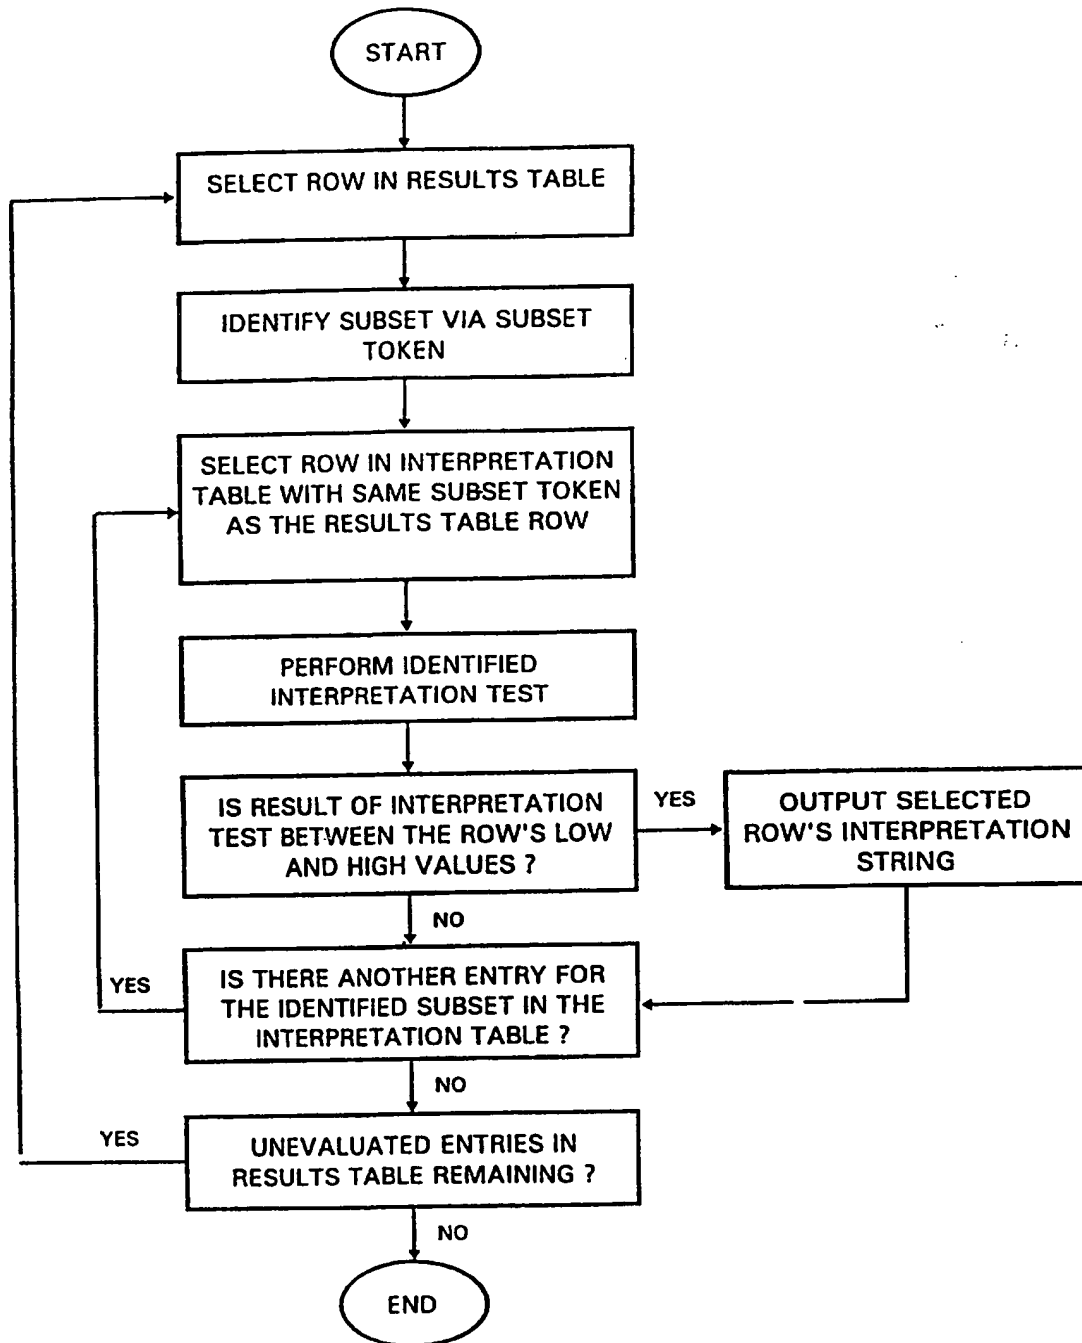 START
SELECT ROW IN RESULTS TABLE
IDENTIFY SUBSET VIA SUBSET
TOKEN
SELECT ROW IN INTERPRETATION
TABLE WITH SAME SUBSET TOKEN
AS THE RESULTS TABLE ROW
PERFORM IDENTIFIED
INTERPRETATION TEST
IS RESULT OF INTERPRETATION
TEST BETWEEN THE ROW'S LOW
AND HIGH VALUES ?
YES
OUTPUT SELECTED
ROW'S INTERPRETATION
STRING
NO
IS THERE ANOTHER ENTRY FOR
THE IDENTIFIED SUBSET IN THE
INTERPRETATION TABLE ?
YES
NO
UNEVALUATED ENTRIES IN
RESULTS TABLE REMAINING ?
YES
NO
END